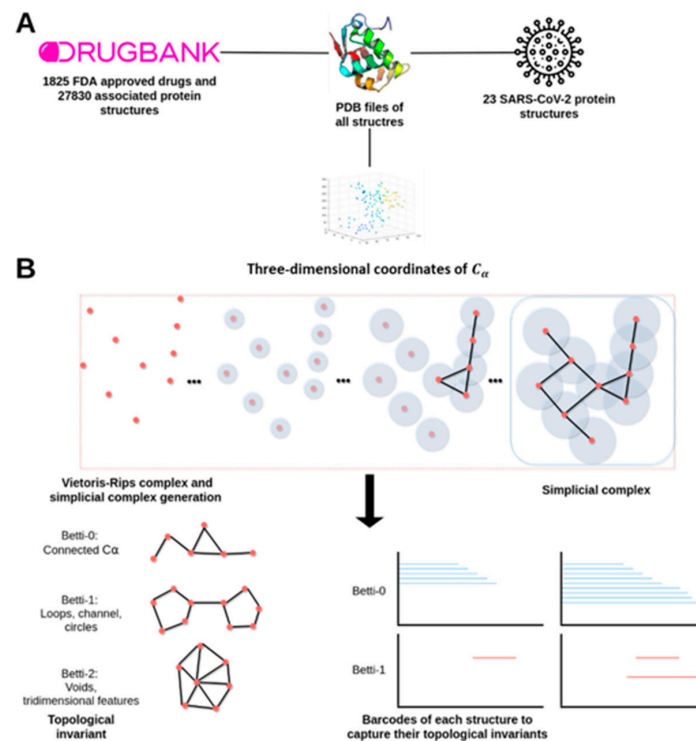 A
DRUGBANK
1825 FDA approved drugs and
27830 associated protein
structures
PDB files of
all structres
23 SARS-CoV-2 protein
structures
B
Three-dimensional coordinates of Cα
... ... ...
Vietoris-Rips complex and
simplicial complex generation
Simplicial complex
Betti-0:
Connected Cα
Betti-1:
Loops, channel,
circles
Betti-2:
Voids,
tridimensional features
Topological
invariant
Betti-0
Betti-1
Barcodes of each structure to
capture their topological invariants